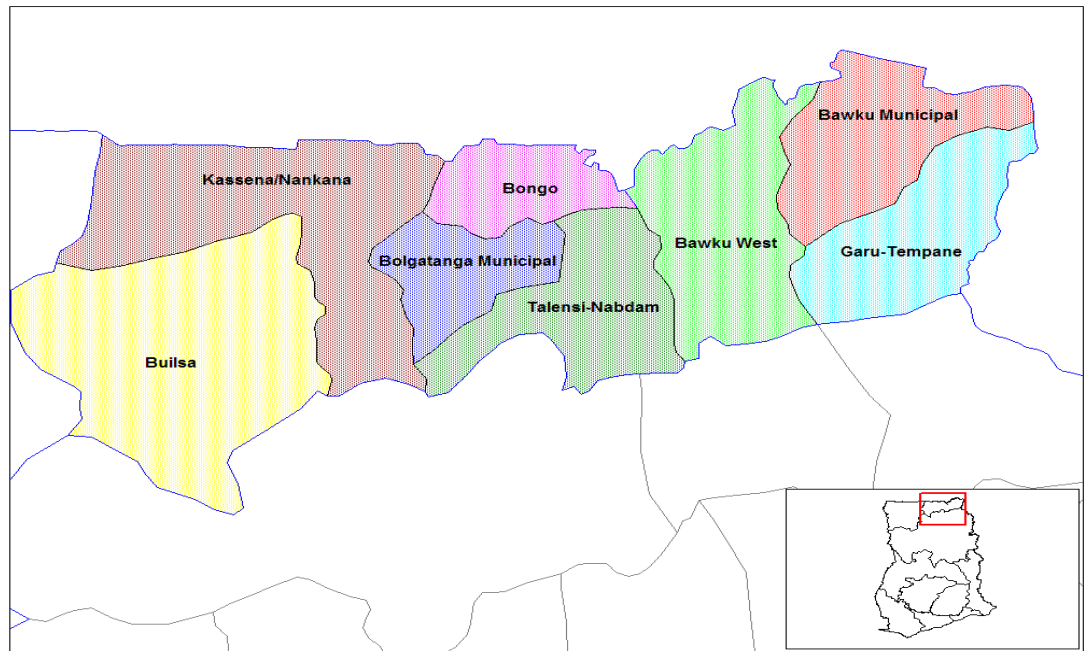 Bawku Municipal
Kassena/Nankana
Bongo
Bawku West
Garu-Tempane
Bolgatanga Municipal
Talensi-Nabdam
Builsa